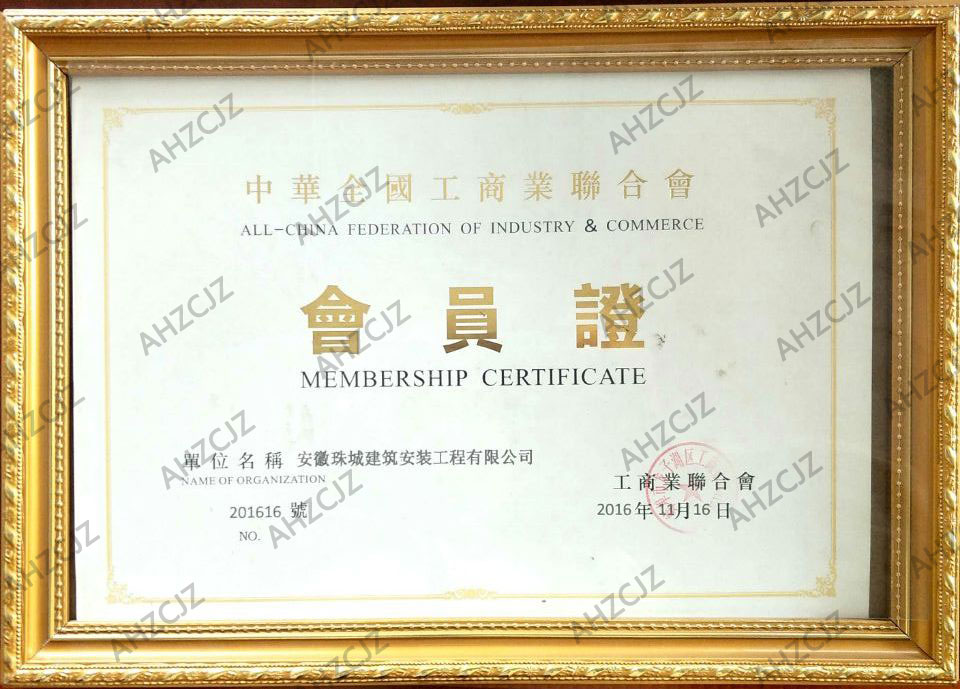 中華全國工商業聯合會
ALL-CHINA FEDERATION OF INDUSTRY & COMMERCE
會員證
MEMBERSHIP CERTIFICATE
單位名稱 安徽珠城建筑安装工程有限公司
NAME OF ORGANIZATION
201616 號
NO.
工商業聯合會
2016年11月16日
AHZCJZ